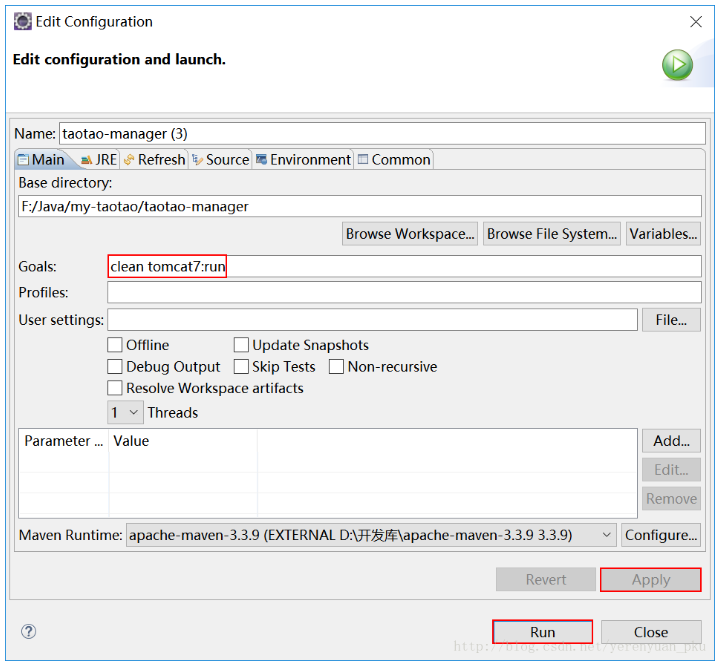 Edit Configuration
Edit configuration and launch.
Name: taotao-manager (3)
Main JRE Refresh Source Environment Common
Base directory:
F:/Java/my-taotao/taotao-manager
Browse Workspace... Browse File System... Variables...
Goals: clean tomcat7:run
Profiles:
User settings: File...
Offline Update Snapshots
Debug Output Skip Tests Non-recursive
Resolve Workspace artifacts
1 Threads
Parameter ... Value Add...
Edit...
Remove
Maven Runtime: apache-maven-3.3.9 (EXTERNAL D:\开发库\apache-maven-3.3.9 3.3.9) Configure...
Revert Apply
? Run Close
http://blog.csdn.net/yerenyuan_pku